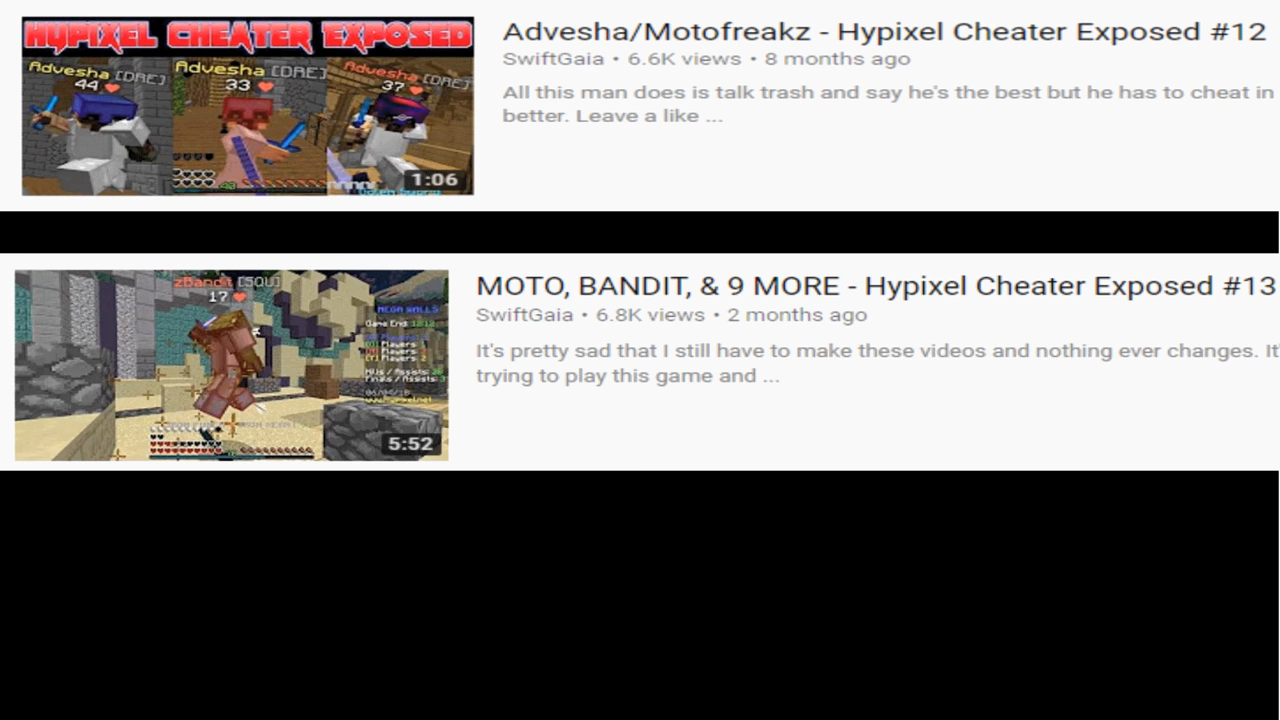 HYPIXEL CHEATER EXPOSED
Advesha [DRE]
44
Advesha [DRE]
33
Advesha [DRE]
37
1:06
Advesha/Motofreakz - Hypixel Cheater Exposed #12
SwiftGaia • 6.6K views • 8 months ago
All this man does is talk trash and say he's the best but he has to cheat in
better. Leave a like ...
zBandit [SQU]
17
MEGA WALLS
5:52
MOTO, BANDIT, & 9 MORE - Hypixel Cheater Exposed #13
SwiftGaia • 6.8K views • 2 months ago
It's pretty sad that I still have to make these videos and nothing ever changes. It'
trying to play this game and ...